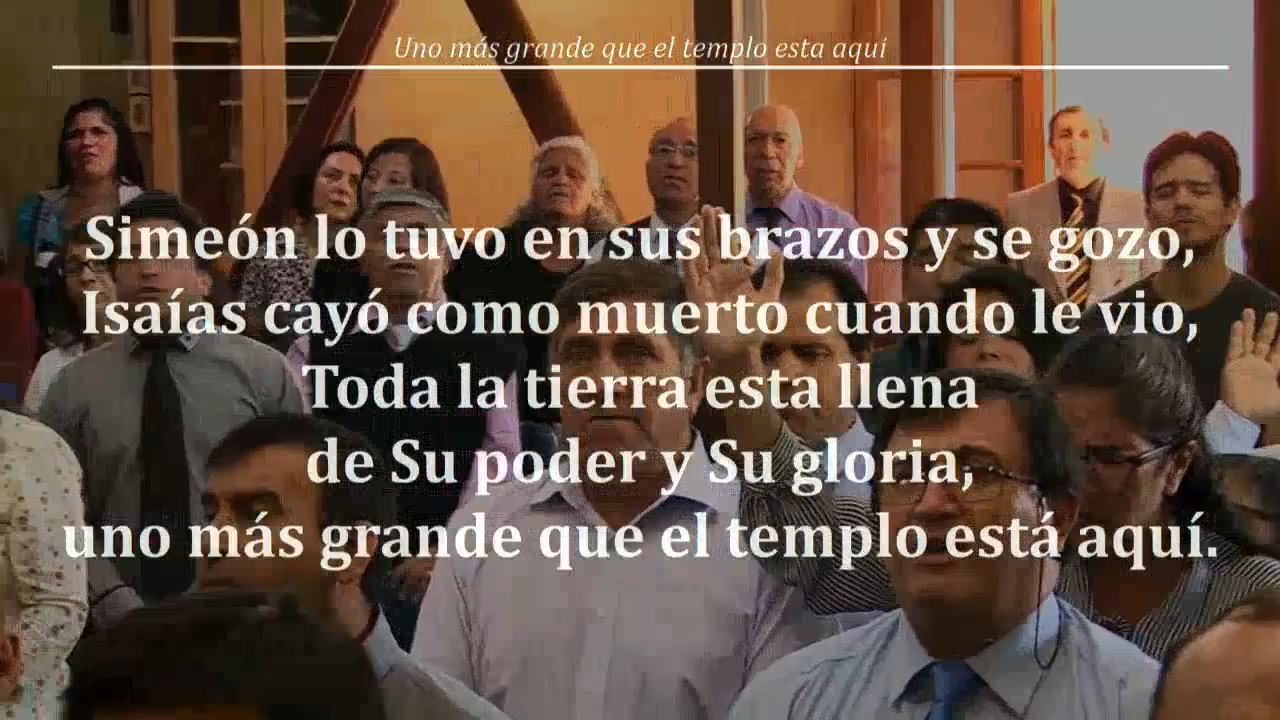 Uno más grande que el templo esta aquí
Simeón lo tuvo en sus brazos y se gozo,
Isaías cayó como muerto cuando le vio,
Toda la tierra esta llena
de Su poder y Su gloria,
uno más grande que el templo está aquí.